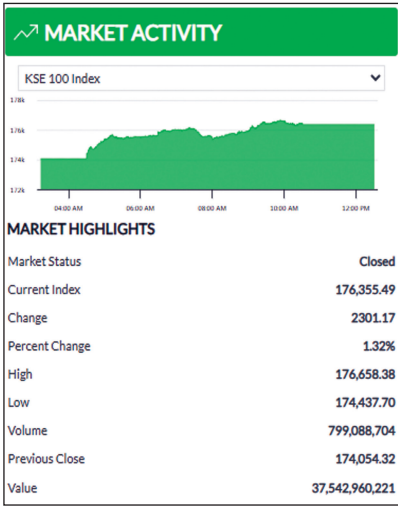 MARKET ACTIVITY
KSE 100 Index
178k
176k
174k
172k
04:00 AM 06:00 AM 08:00 AM 10:00 AM 12:00 PM
MARKET HIGHLIGHTS
Market Status Closed
Current Index 176,355.49
Change 2301.17
Percent Change 1.32%
High 176,658.38
Low 174,437.70
Volume 799,088,704
Previous Close 174,054.32
Value 37,542,960,221